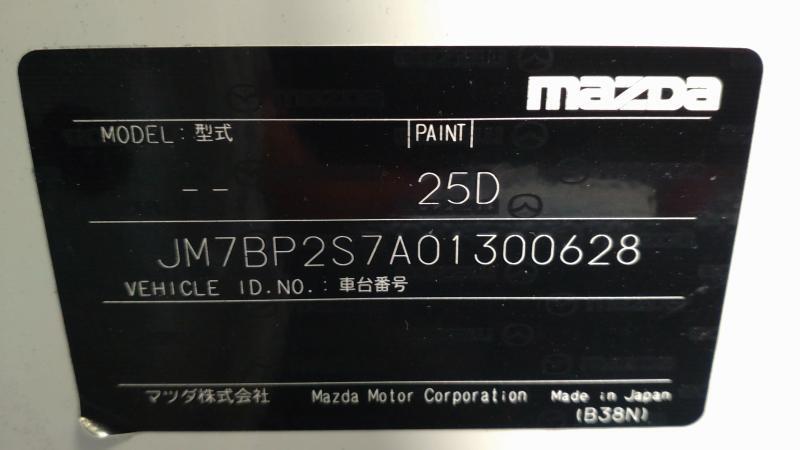 mazda
MODEL: 型式 PAINT
-- 25D
JM7BP2S7A01300628
VEHICLE ID.NO.: 車台番号
マツダ株式会社 Mazda Motor Corporation Made in Japan
(B38N)